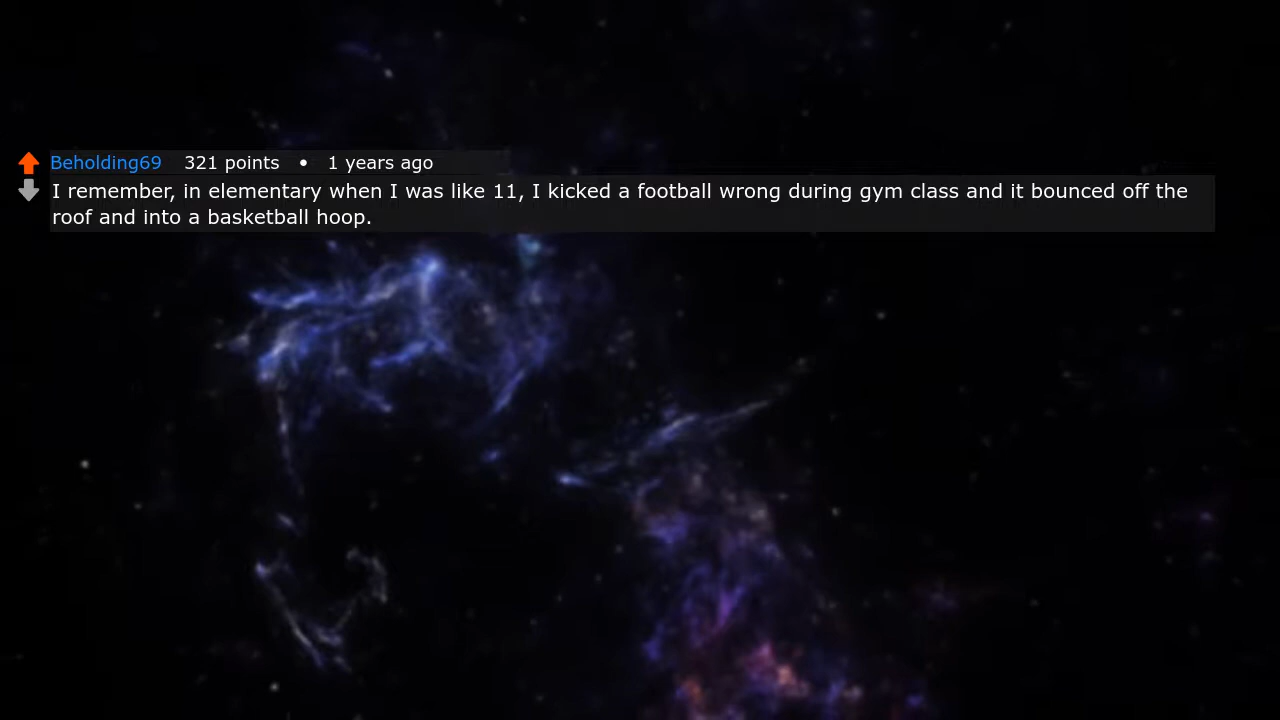 Beholding69 321 points • 1 years ago
I remember, in elementary when I was like 11, I kicked a football wrong during gym class and it bounced off the
roof and into a basketball hoop.